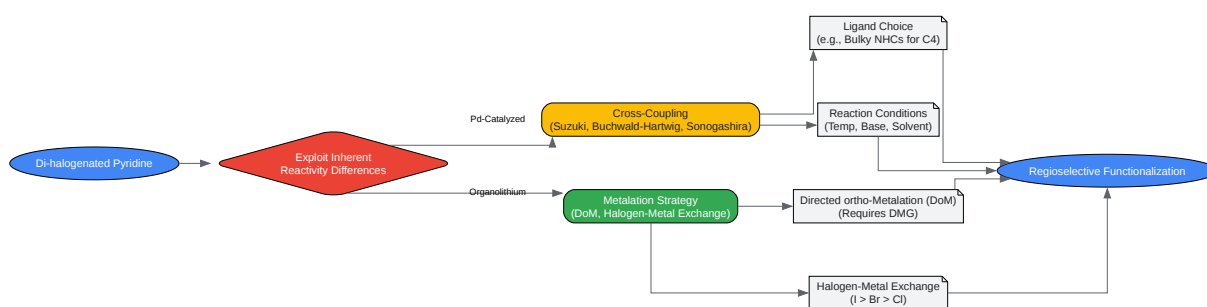 Ligand Choice
(e.g., Bulky NHCs for C4)
Pd-Catalyzed
Cross-Coupling
(Suzuki, Buchwald-Hartwig, Sonogashira)
Reaction Conditions
(Temp, Base, Solvent)
Di-halogenated Pyridine
Exploit Inherent
Reactivity Differences
Regioselective Functionalization
Organolithium
Metalation Strategy
(DoM, Halogen-Metal Exchange)
Directed ortho-Metalation (DoM)
(Requires DMG)
Halogen-Metal Exchange
(I > Br > Cl)